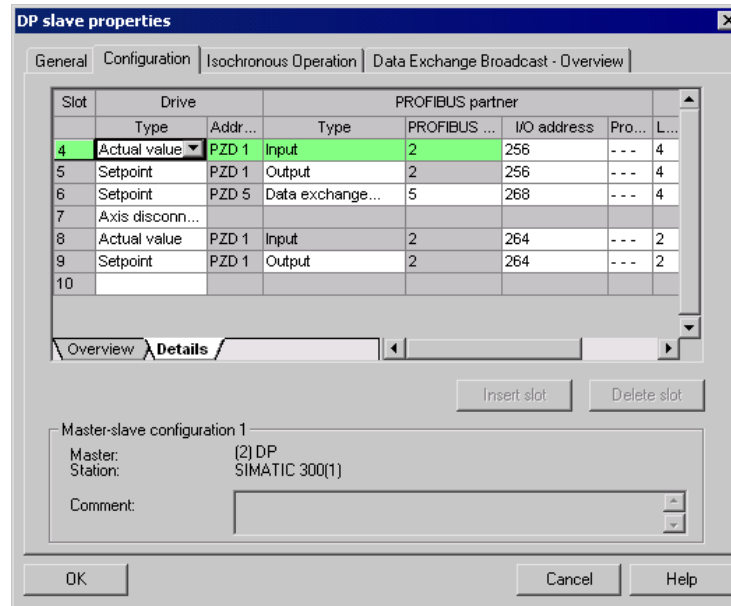 DP slave properties
General Configuration Isochronous Operation Data Exchange Broadcast - Overview
Slot Drive PROFIBUS partner
Type Addr... Type PROFIBUS ... I/O address Pro... L...
4 Actual value PZD 1 Input 2 256 - - - 4
5 Setpoint PZD 1 Output 2 256 - - - 4
6 Setpoint PZD 5 Data exchange... 5 268 - - - 4
7 Axis disconn...
8 Actual value PZD 1 Input 2 264 - - - 2
9 Setpoint PZD 1 Output 2 264 - - - 2
10
Overview Details
Insert slot Delete slot
Master-slave configuration 1
Master: (2) DP
Station: SIMATIC 300(1)
Comment:
OK Cancel Help